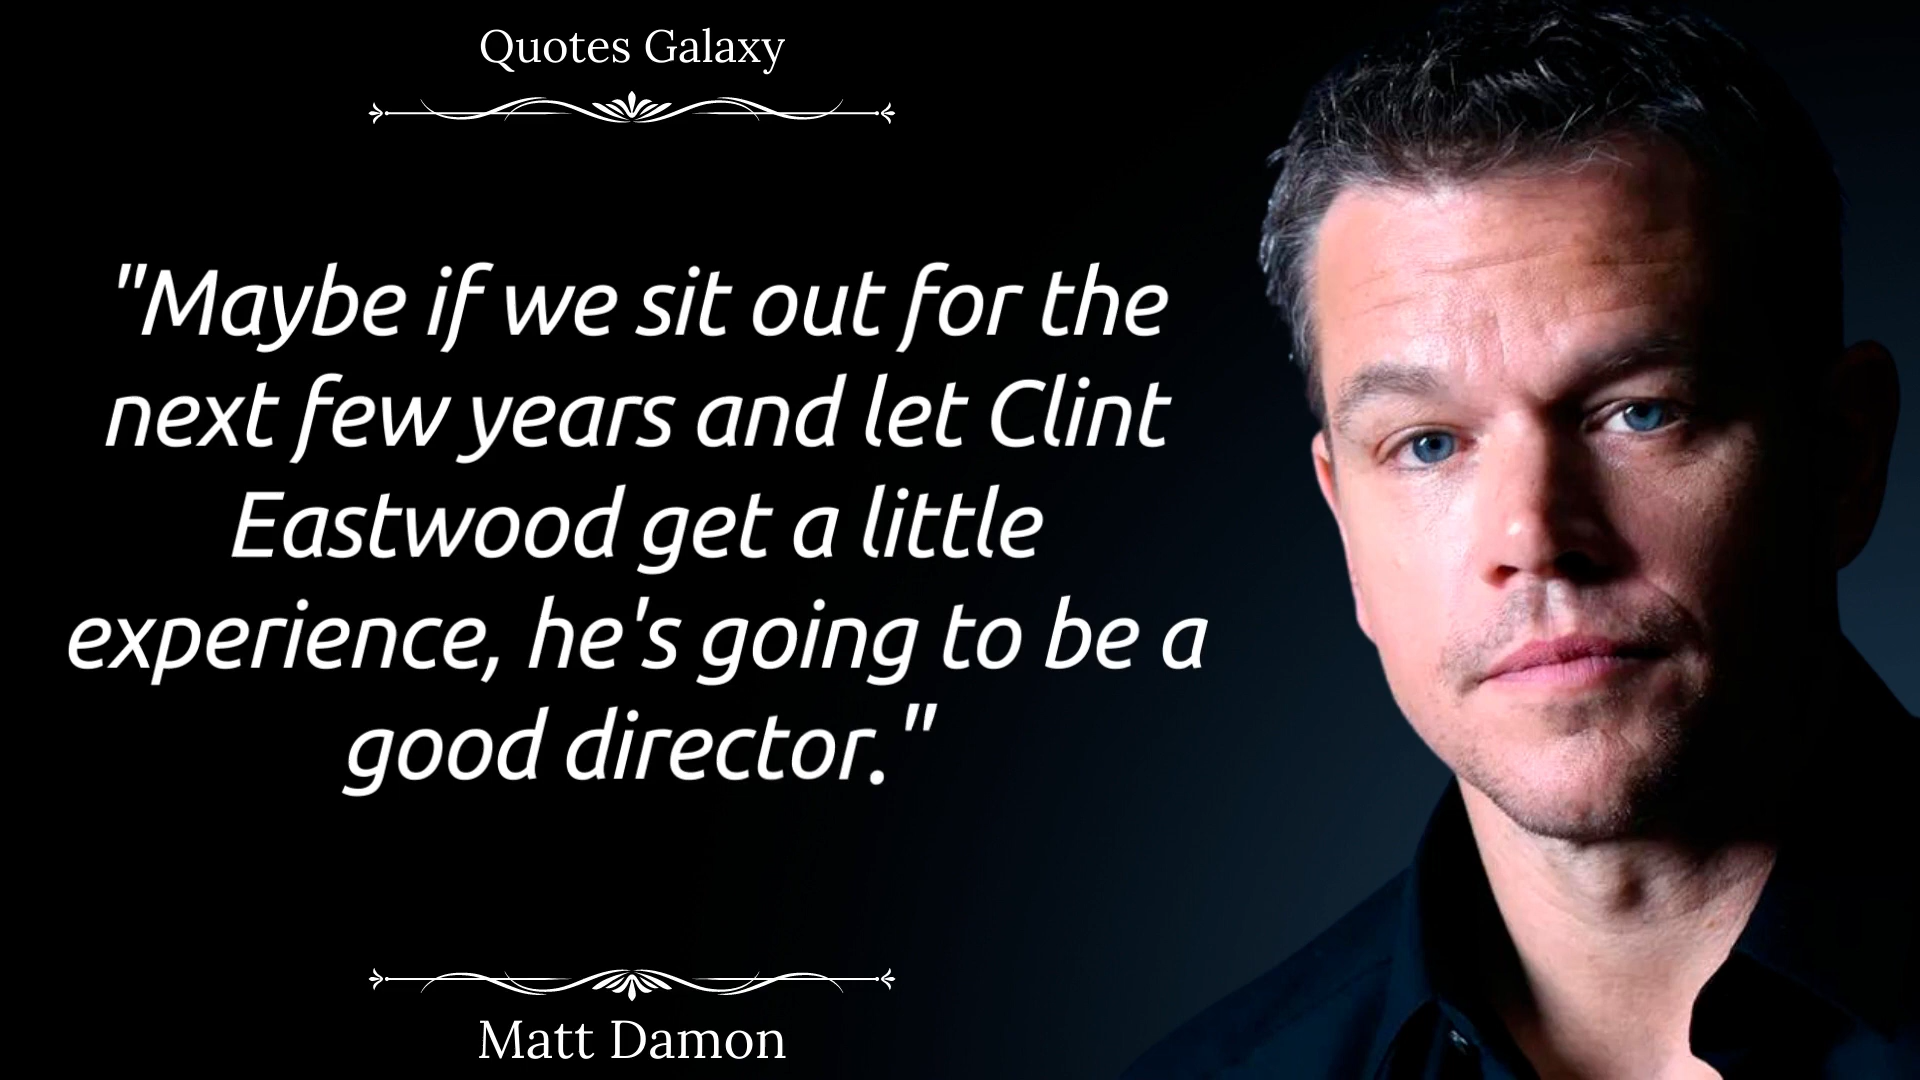 Quotes Galaxy
"Maybe if we sit out for the
next few years and let Clint
Eastwood get a little
experience, he's going to be a
good director."
Matt Damon